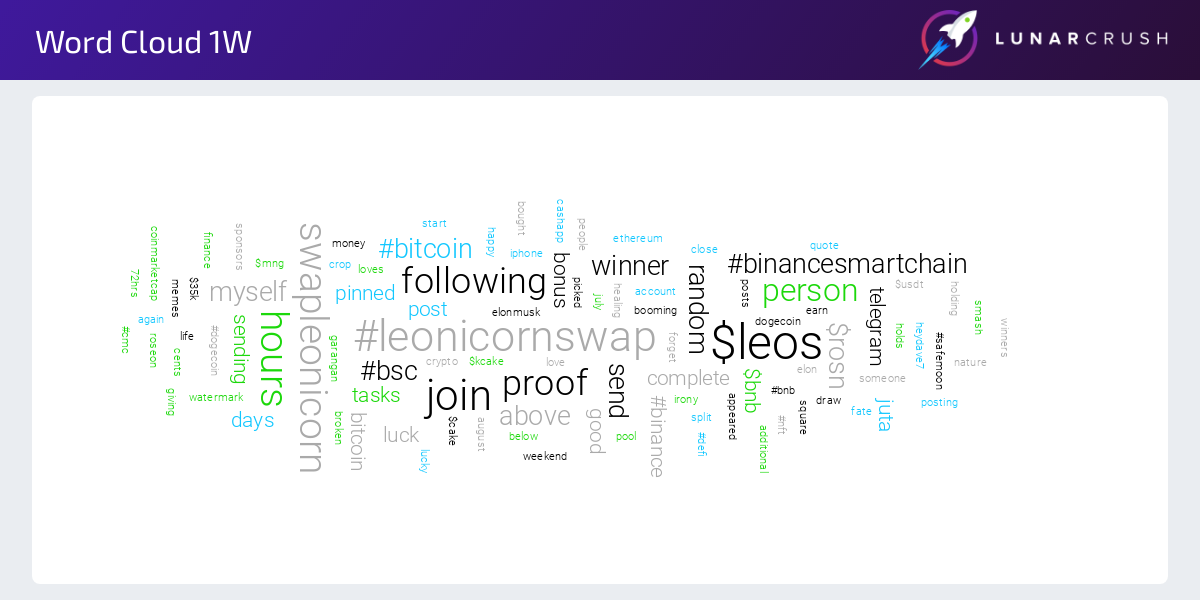 Word Cloud 1W
LUNARCRUSH
coinmarketcap
72hrs
#cmc
again
roseon
memes
cents
giving
finance
$35k
life
#dogecoin
watermark
sponsors
$mng
myself
sending
hours
days
swapleonicorn
money
crop
loves
pinned
garangan
broken
bitcoin
start
#bitcoin
happy
iphone
bought
cashapp
people
following
bonus
picked
post
elonmusk
#leonicornswap
crypto
$kcake
love
#bsc
tasks
join
proof
luck
lucky
$cake
august
above
below
weekend
ethereum
winner
july
healing
account
booming
forget
send
good
pool
complete
#binance
irony
split
#defi
close
random
#binancesmartchain
quote
posts
person
earn
dogecoin
$leos
telegram
$usdt
elon
$rosn
someone
$bnb
#bnb
appeared
additional
#nft
square
draw
fate
juta
posting
holds
heydave7
#safemoon
holding
smash
winners
nature